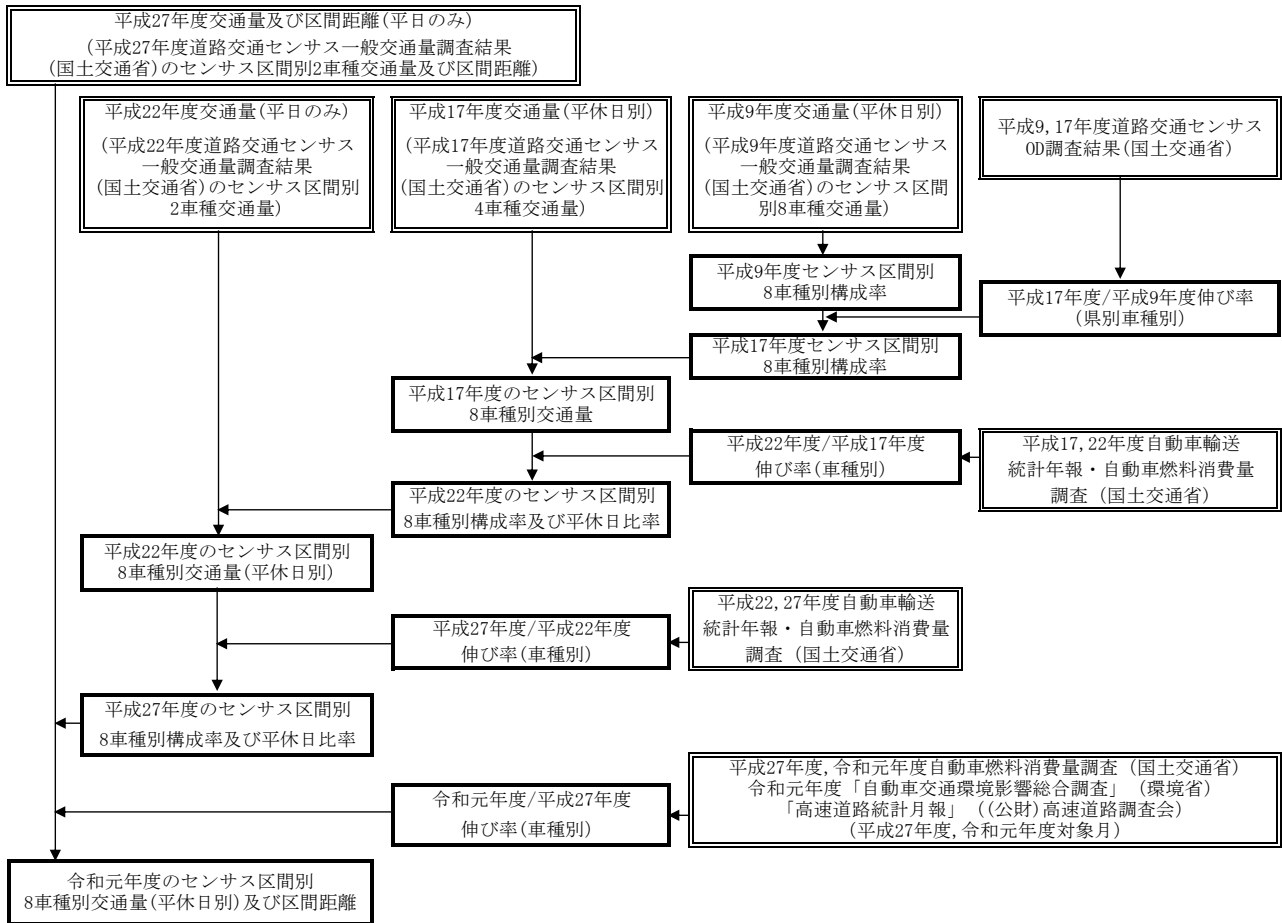 平成27年度交通量及び区間距離(平日のみ)
(平成27年度道路交通センサス一般交通量調査結果
(国土交通省)のセンサス区間別2車種交通量及び区間距離)
平成22年度交通量(平日のみ)
(平成22年度道路交通センサス
一般交通量調査結果
(国土交通省)のセンサス区間別
2車種交通量)
平成17年度交通量(平休日別)
(平成17年度道路交通センサス
一般交通量調査結果
(国土交通省)のセンサス区間別
4車種交通量)
平成9年度交通量(平休日別)
(平成9年度道路交通センサス
一般交通量調査結果
(国土交通省)のセンサス区間
別8車種交通量)
平成9,17年度道路交通センサス
OD調査結果(国土交通省)
平成9年度センサス区間別
8車種別構成率
平成17年度/平成9年度伸び率
(県別車種別)
平成17年度センサス区間別
8車種別構成率
平成17年度のセンサス区間別
8車種別交通量
平成22年度/平成17年度
伸び率(車種別)
平成17,22年度自動車輸送
統計年報・自動車燃料消費量
調査（国土交通省）
平成22年度のセンサス区間別
8車種別構成率及び平休日比率
平成22年度のセンサス区間別
8車種別交通量(平休日別)
平成22,27年度自動車輸送
統計年報・自動車燃料消費量
調査（国土交通省）
平成27年度/平成22年度
伸び率(車種別)
平成27年度のセンサス区間別
8車種別構成率及び平休日比率
平成27年度,令和元年度自動車燃料消費量調査（国土交通省）
令和元年度「自動車交通環境影響総合調査」（環境省）
「高速道路統計月報」（(公財)高速道路調査会）
(平成27年度,令和元年度対象月)
令和元年度/平成27年度
伸び率(車種別)
令和元年度のセンサス区間別
8車種別交通量(平休日別)及び区間距離